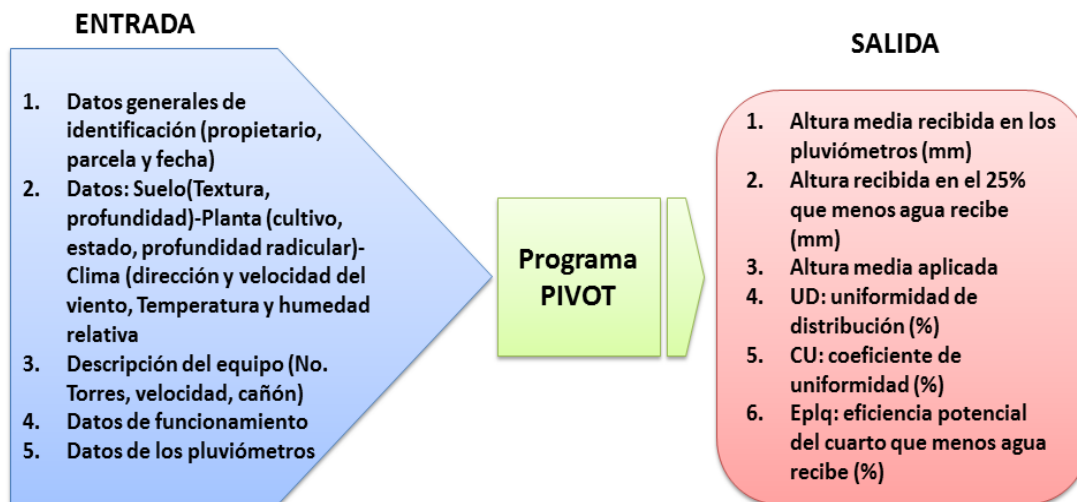 ENTRADA
1. Datos generales de
identificación (propietario,
parcela y fecha)
2. Datos: Suelo(Textura,
profundidad)-Planta (cultivo,
estado, profundidad radicular)-
Clima (dirección y velocidad del
viento, Temperatura y humedad
relativa
3. Descripción del equipo (No.
Torres, velocidad, cañón)
4. Datos de funcionamiento
5. Datos de los pluviómetros
Programa
PIVOT
SALIDA
1. Altura media recibida en los
pluviómetros (mm)
2. Altura recibida en el 25%
que menos agua recibe
(mm)
3. Altura media aplicada
4. UD: uniformidad de
distribución (%)
5. CU: coeficiente de
uniformidad (%)
6. Eplq: eficiencia potencial
del cuarto que menos agua
recibe (%)